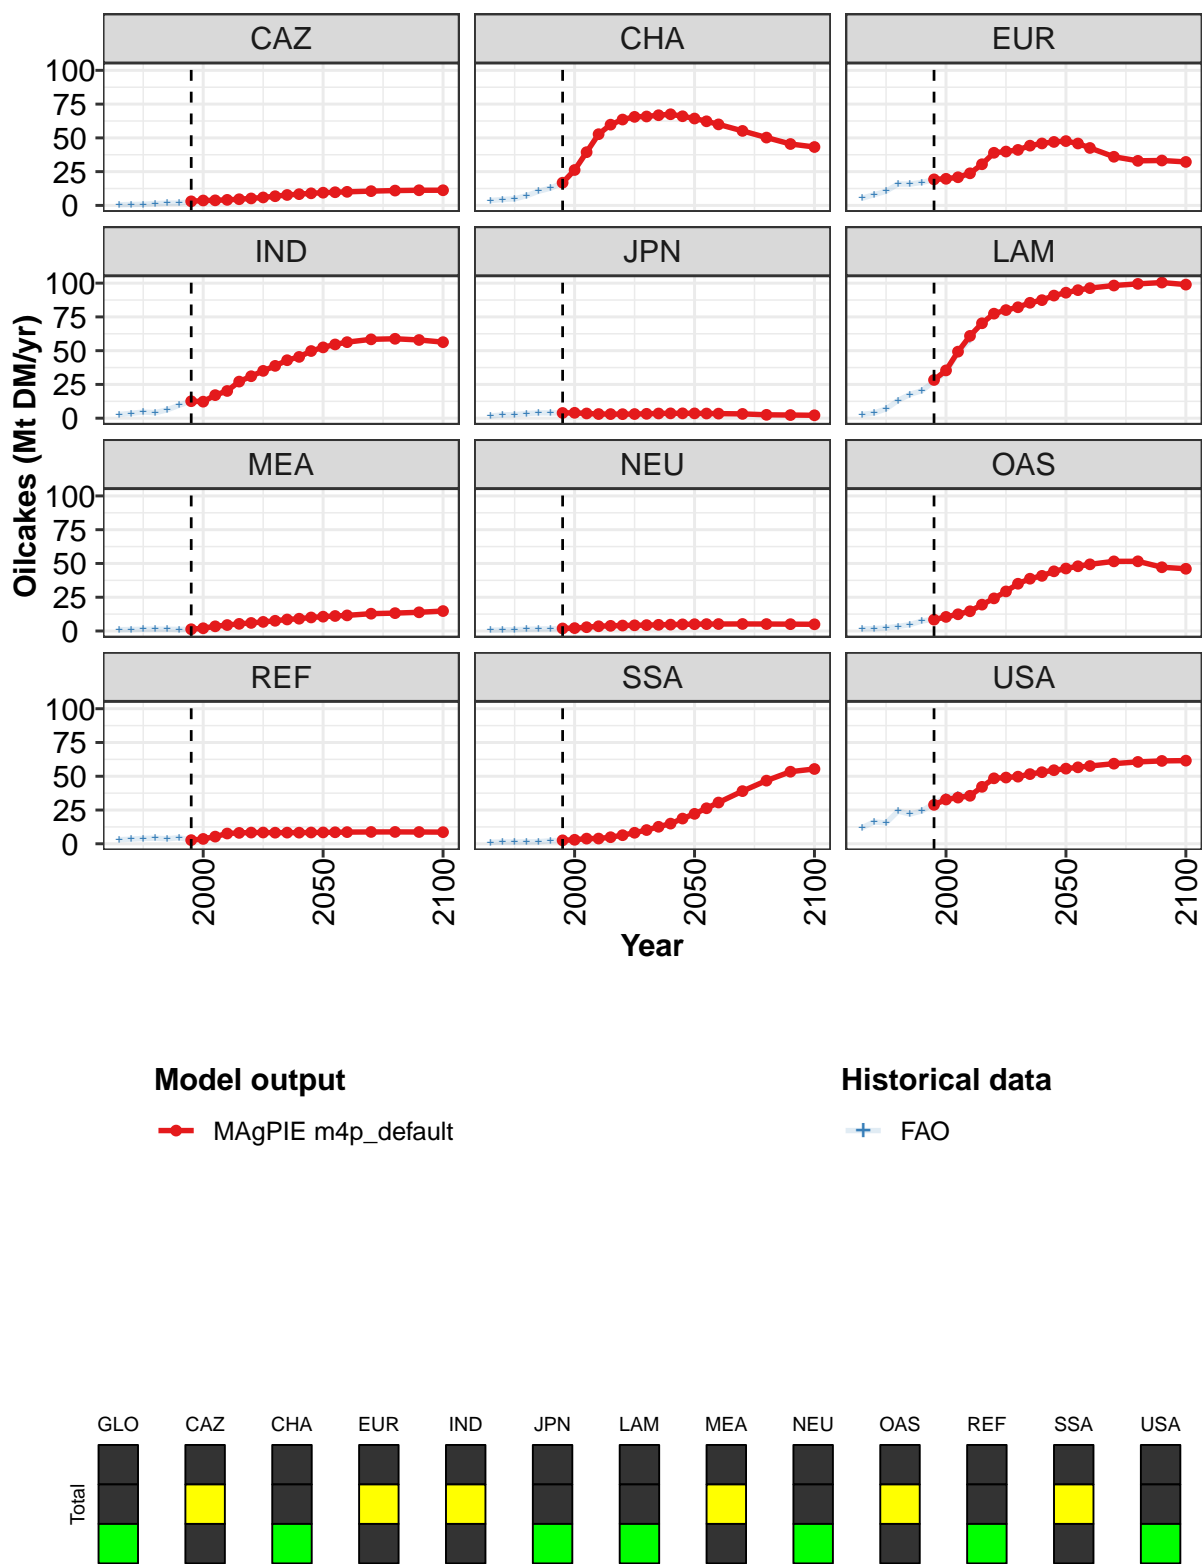 CAZ CHA EUR
100
75
50
25
0
IND JPN LAM
100
75
50
25
0
MEA NEU OAS
100
75
50
25
0
REF SSA USA
100
75
50
25
0
Oilcakes (Mt DM/yr)
2000 2050 2100 2000 2050 2100 2000 2050 2100
Year
Model output Historical data
MAgPIE m4p_default FAO
GLO CAZ CHA EUR IND JPN LAM MEA NEU OAS REF SSA USA
Total